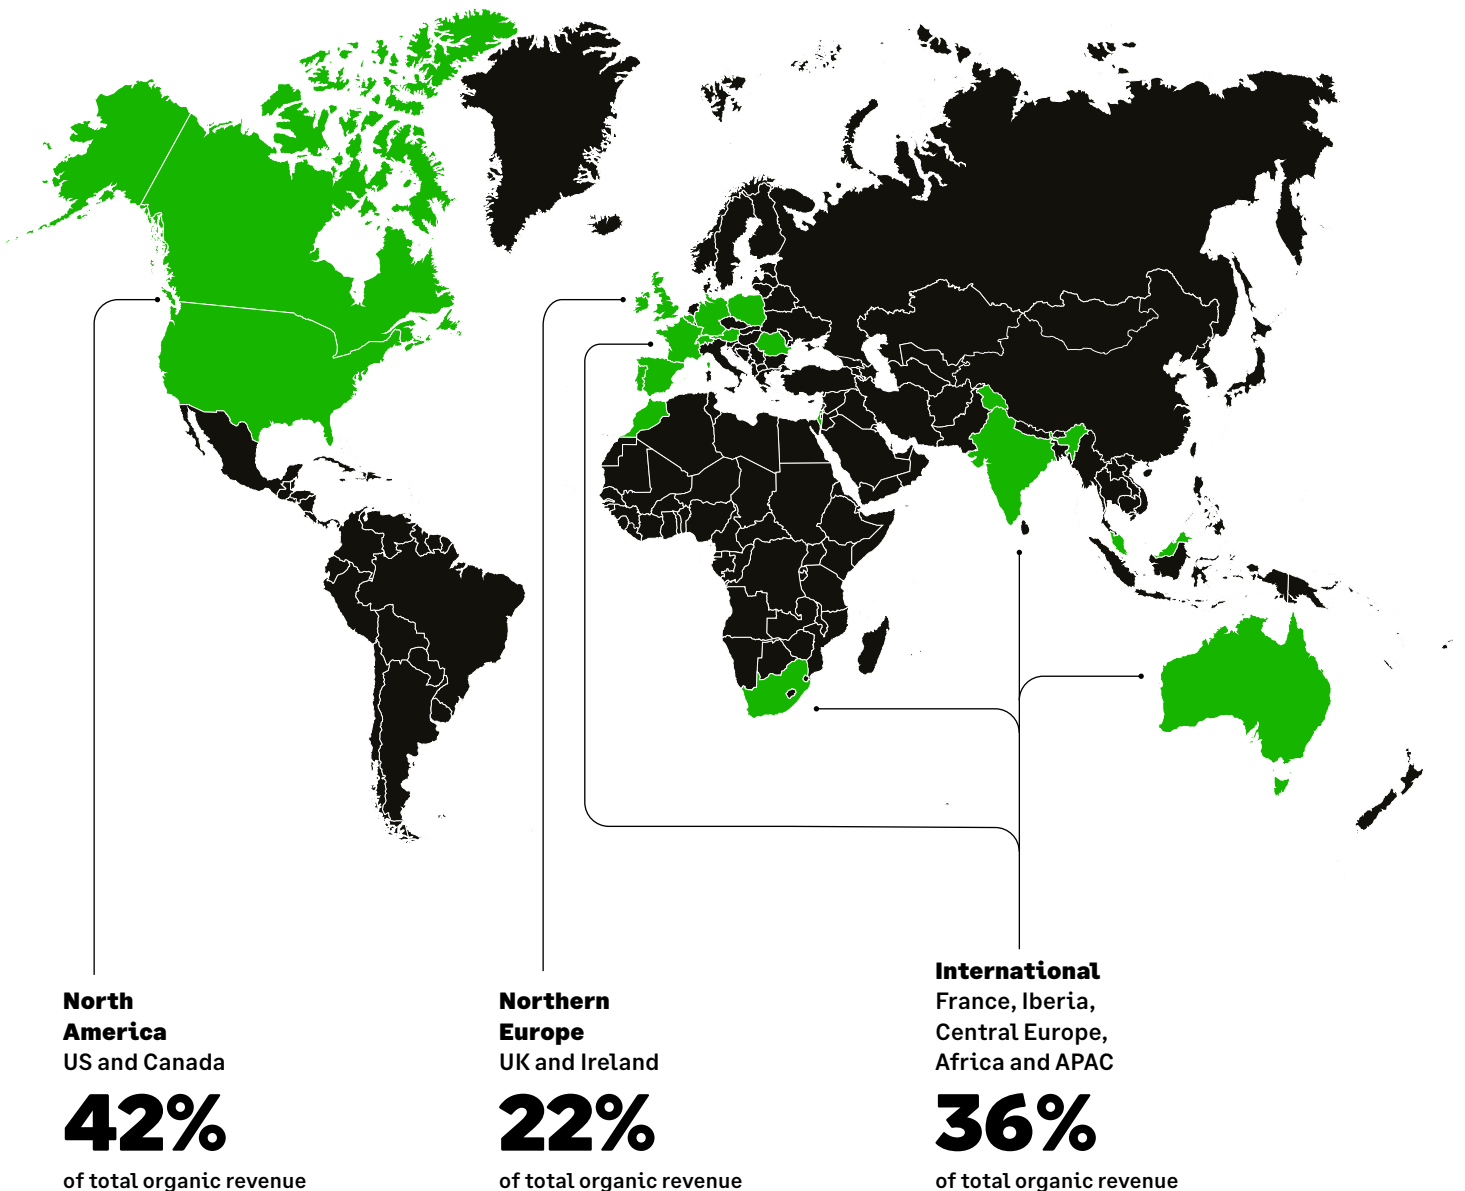 North
America
US and Canada
42%
of total organic revenue
Northern
Europe
UK and Ireland
22%
of total organic revenue
International
France, Iberia,
Central Europe,
Africa and APAC
36%
of total organic revenue